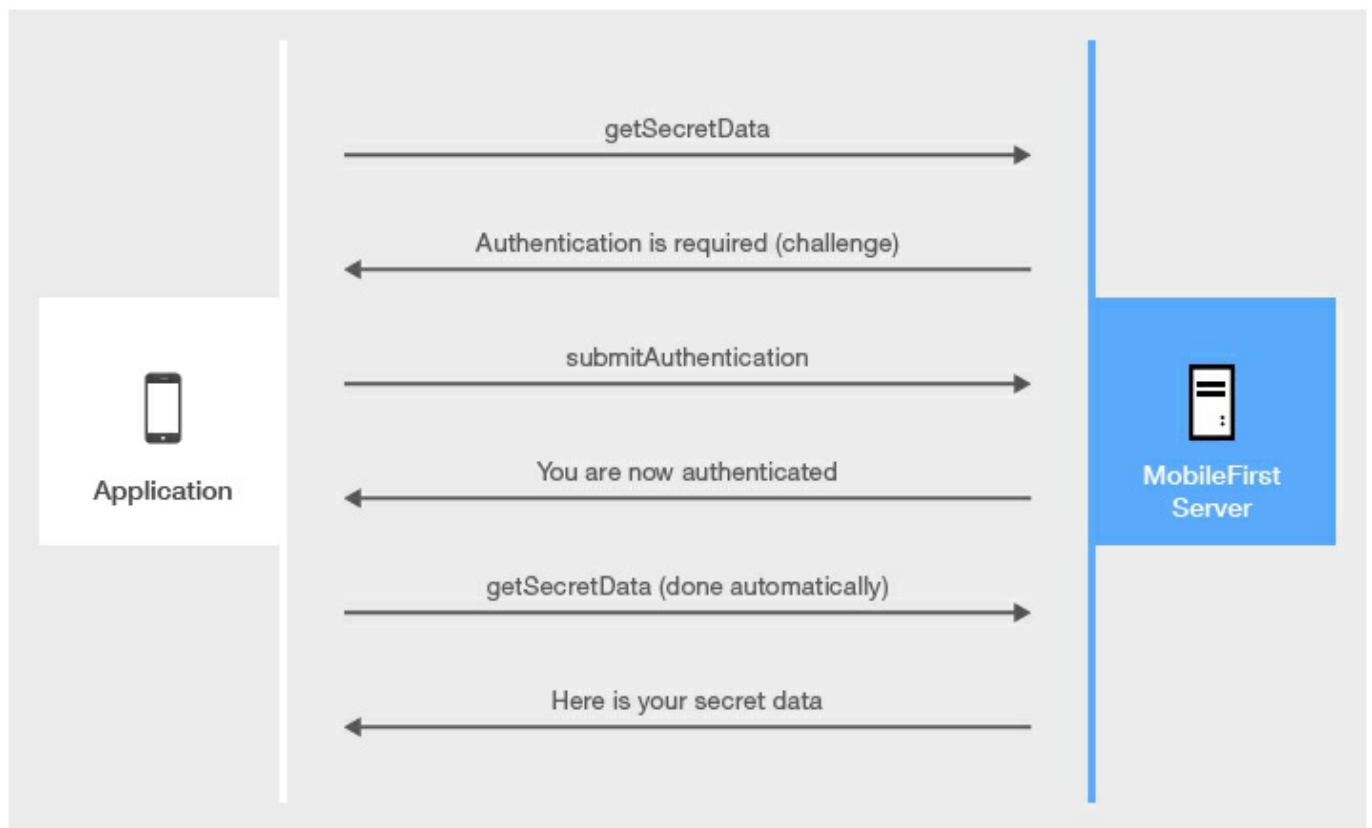 getSecretData
Authentication is required (challenge)
submitAuthentication
You are now authenticated
Application
MobileFirst
Server
getSecretData (done automatically)
Here is your secret data